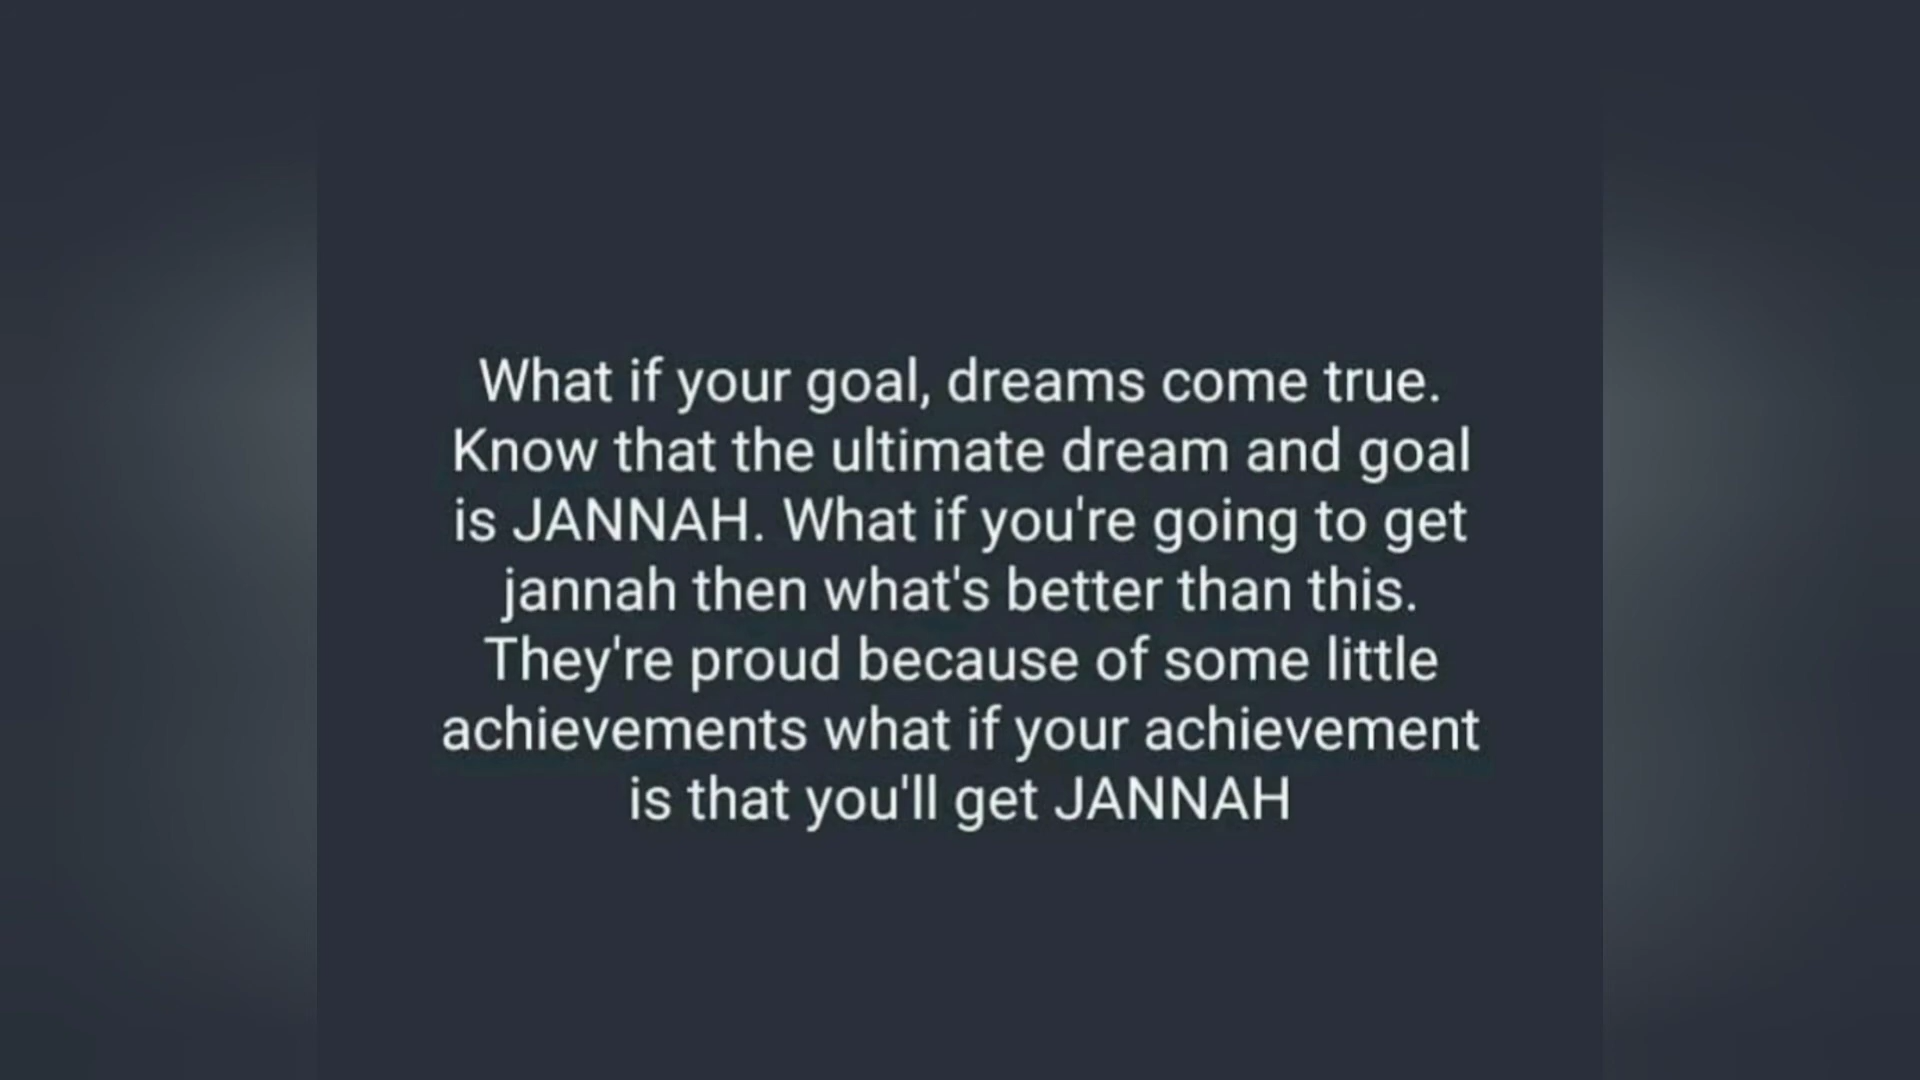 What if your goal, dreams come true.
Know that the ultimate dream and goal
is JANNAH. What if you're going to get
jannah then what's better than this.
They're proud because of some little
achievements what if your achievement
is that you'll get JANNAH